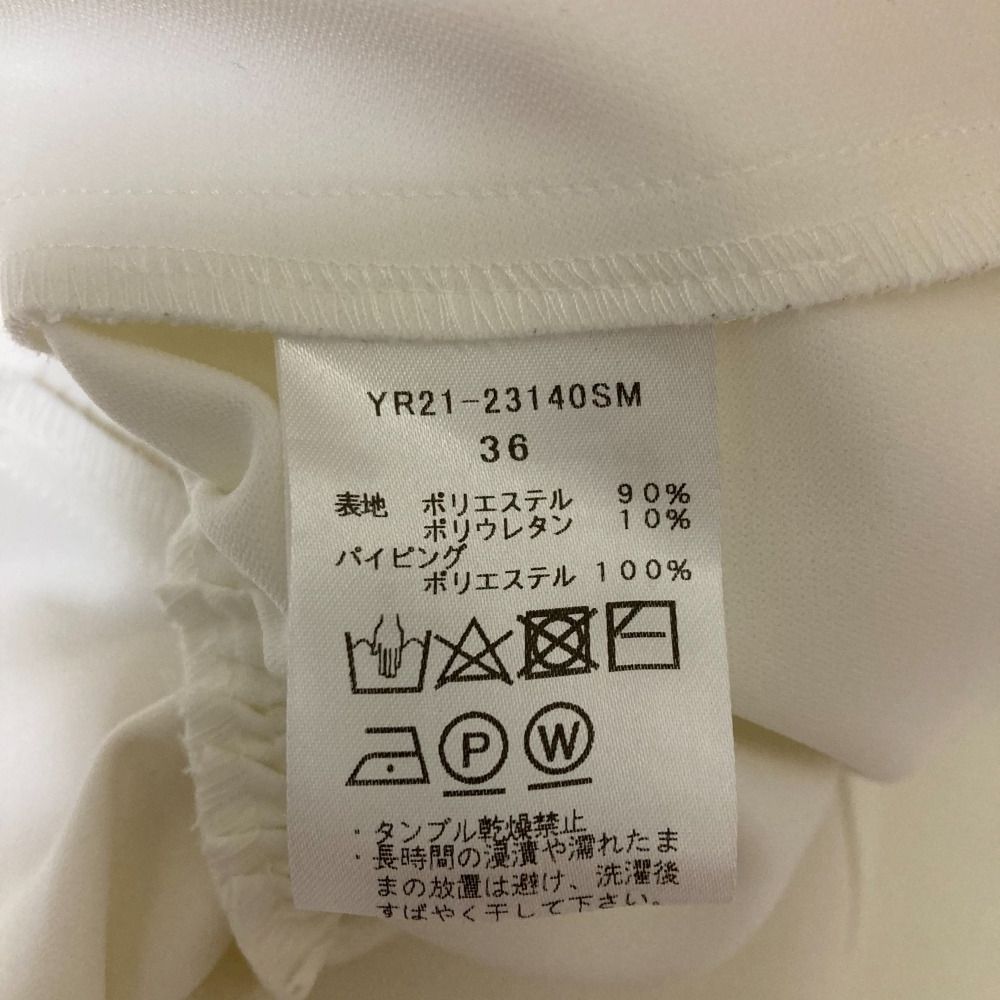 YR21-23140SM
36
表地 ポリエステル 90%
ポリウレタン 10%
パイピング
ポリエステル 100%
P W
・タンブル乾燥禁止
・長時間の浸漬や濡れたま
まの放置は避け、洗濯後
すばやく干して下さい。